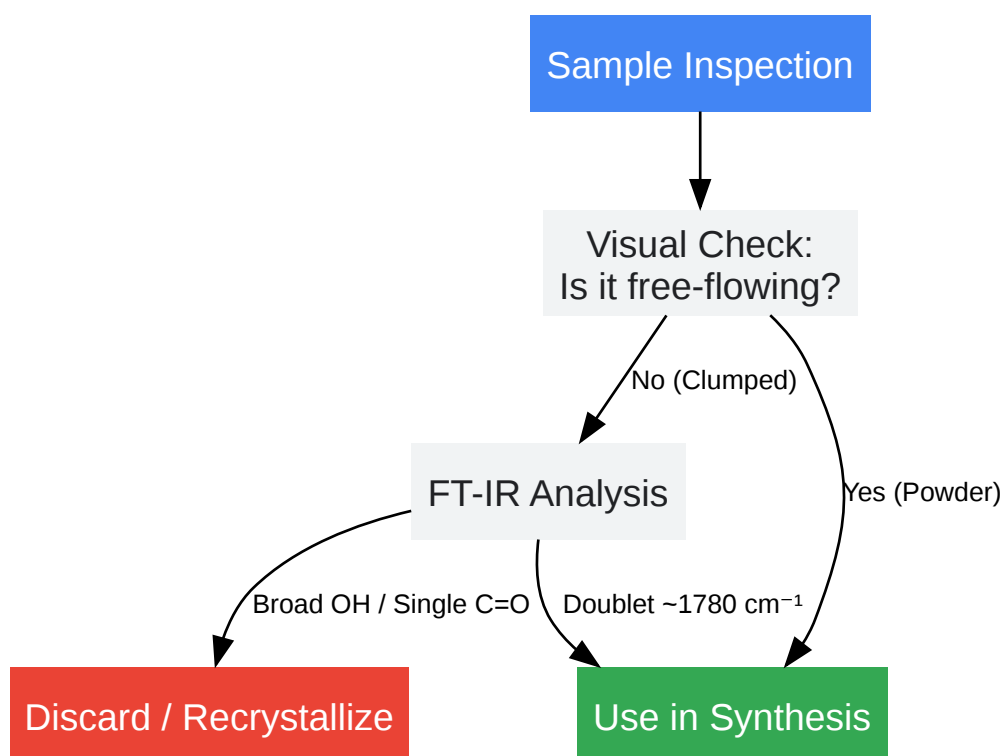 Sample Inspection
Visual Check:
Is it free-flowing?
No (Clumped)
FT-IR Analysis
Yes (Powder)
Broad OH / Single C=O
Doublet ~1780 cm⁻¹
Discard / Recrystallize
Use in Synthesis